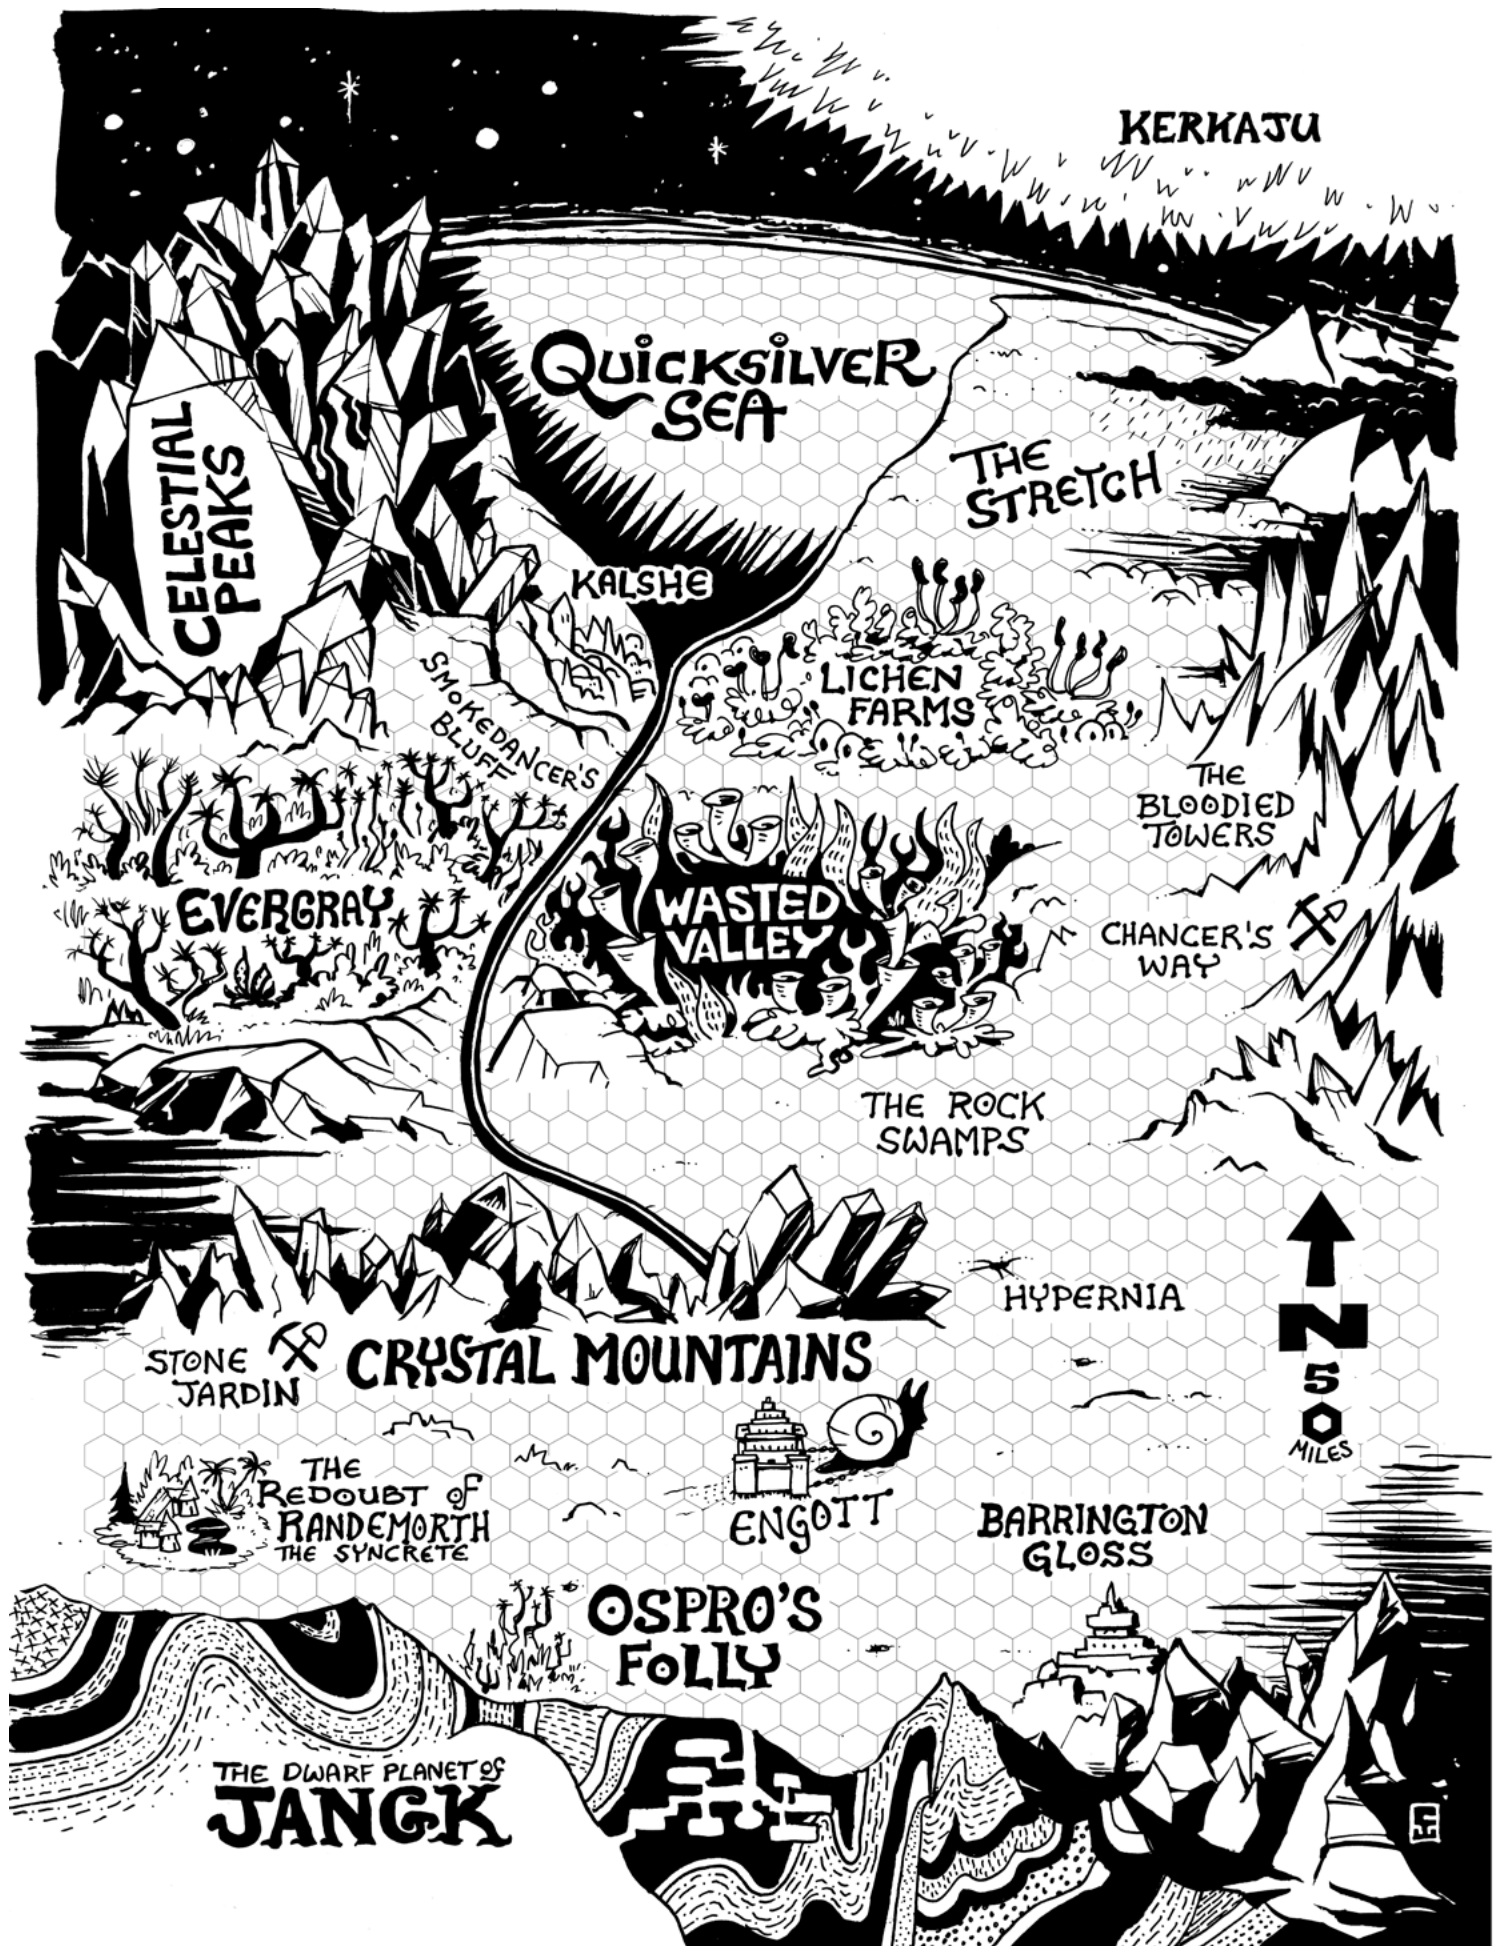 KERKAJU
QUICKSILVER
SEA
THE
STRETCH
CELESTIAL
PEAKS
KALSHE
LICHEN
FARMS
SMOKEDANCER'S
BLUFF
THE
BLOODIED
TOWERS
EVERGRAY
WASTED
VALLEY
CHANCER'S
WAY
THE ROCK
SWAMPS
HYPERNIA
N
5
MILES
STONE
JARDIN
CRYSTAL MOUNTAINS
THE
REDOUBT OF
RANDEMORTH
THE SYNCRETE
ENGOTT
BARRINGTON
GLOSS
OSPRO'S
FOLLY
THE DWARF PLANET OF
JANGK